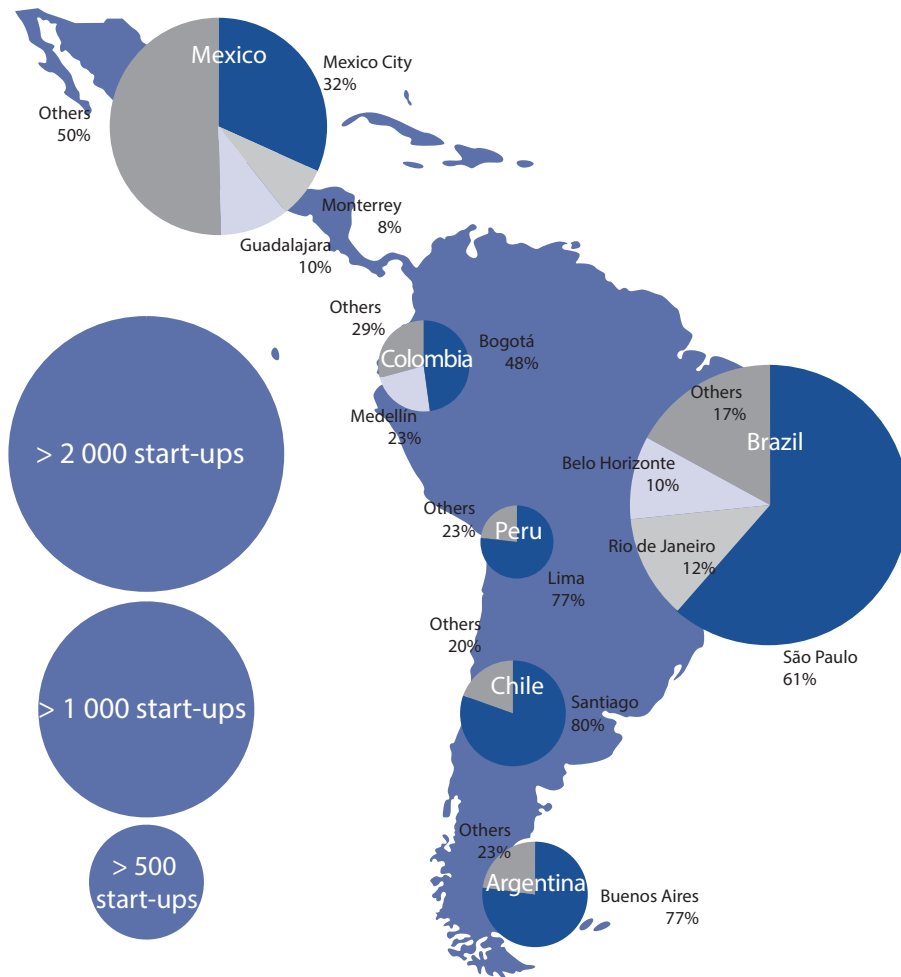 Mexico
Mexico City
32%
Others
50%
Monterrey
8%
Guadalajara
10%
Others
29%
Colombia
Bogotá
48%
Medellín
23%
> 2 000 start-ups
Others
17%
Brazil
Belo Horizonte
10%
Rio de Janeiro
12%
São Paulo
61%
Others
23%
Peru
Lima
77%
Others
20%
Chile
Santiago
80%
> 1 000 start-ups
Others
23%
Argentina
Buenos Aires
77%
> 500
start-ups